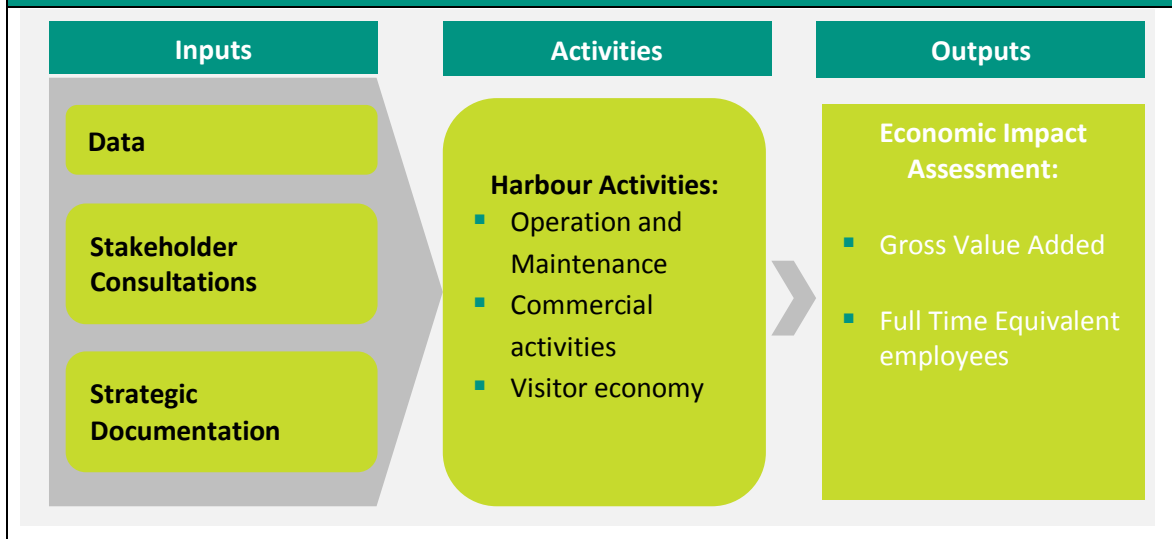 Inputs
Data
Stakeholder
Consultations
Strategic
Documentation
Activities
Harbour Activities:
▪ Operation and
Maintenance
▪ Commercial
activities
▪ Visitor economy
Outputs
Economic Impact
Assessment:
▪ Gross Value Added
▪ Full Time Equivalent
employees